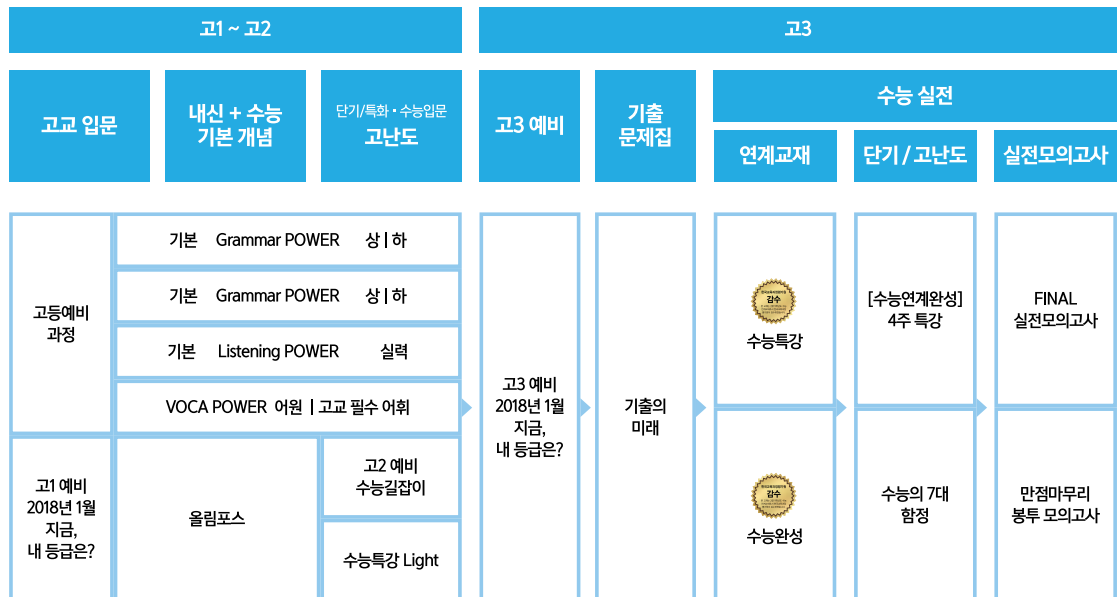 고1 ~ 고2
고3
고교 입문
내신 + 수능
기본 개념
단기/특화 · 수능입문
고난도
고3 예비
기출
문제집
수능 실전
연계교재
단기 / 고난도
실전모의고사
고등예비
과정
기본 Grammar POWER 상 | 하
기본 Grammar POWER 상 | 하
기본 Listening POWER 실력
VOCA POWER 어원 | 고교 필수 어휘
고1 예비
2018년 1월
지금,
내 등급은?
올림포스
고2 예비
수능길잡이
수능특강 Light
고3 예비
2018년 1월
지금,
내 등급은?
기출의
미래
감수
수능특강
감수
수능완성
[수능연계완성]
4주 특강
수능의 7대
함정
FINAL
실전모의고사
만점마무리
봉투 모의고사